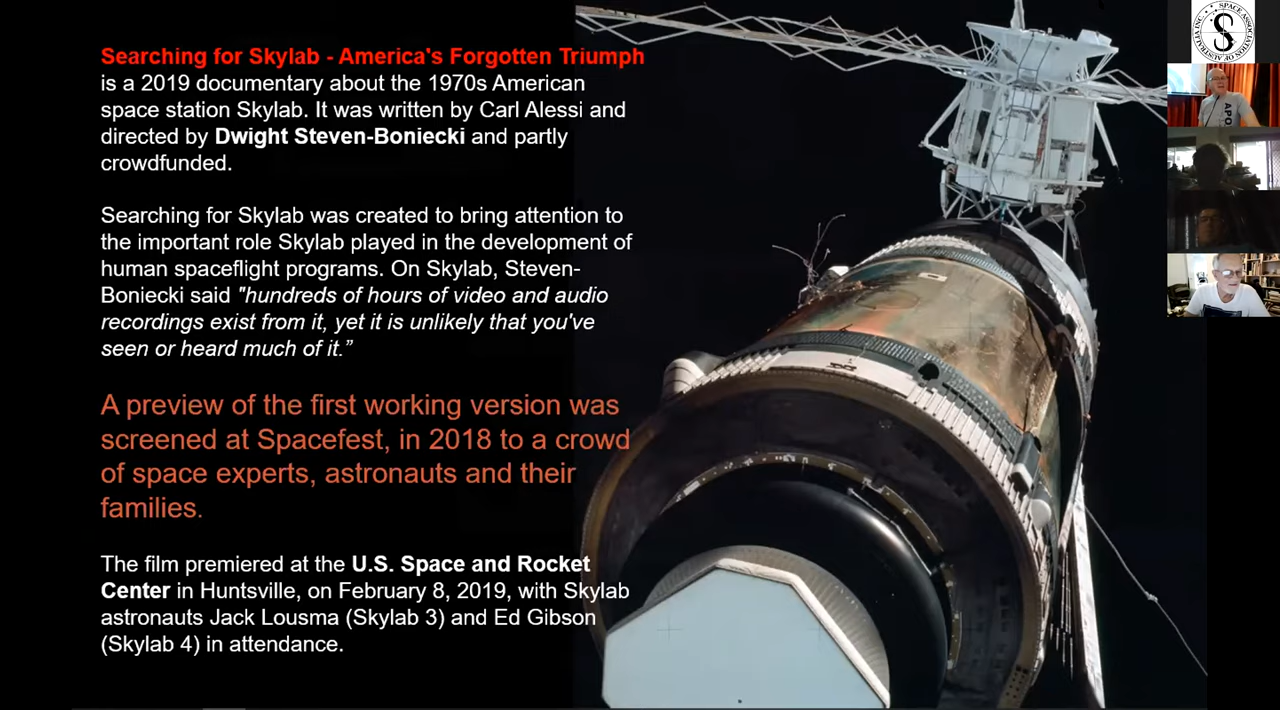 Searching for Skylab - America's Forgotten Triumph
is a 2019 documentary about the 1970s American
space station Skylab. It was written by Carl Alessi and
directed by Dwight Steven-Boniecki and partly
crowdfunded.
Searching for Skylab was created to bring attention to
the important role Skylab played in the development of
human spaceflight programs. On Skylab, Steven-
Boniecki said "hundreds of hours of video and audio
recordings exist from it, yet it is unlikely that you've
seen or heard much of it.”
A preview of the first working version was
screened at Spacefest, in 2018 to a crowd
of space experts, astronauts and their
families.
The film premiered at the U.S. Space and Rocket
Center in Huntsville, on February 8, 2019, with Skylab
astronauts Jack Lousma (Skylab 3) and Ed Gibson
(Skylab 4) in attendance.
SPACE ASSOCIATION OF AUSTRALIA INC.
S
APO